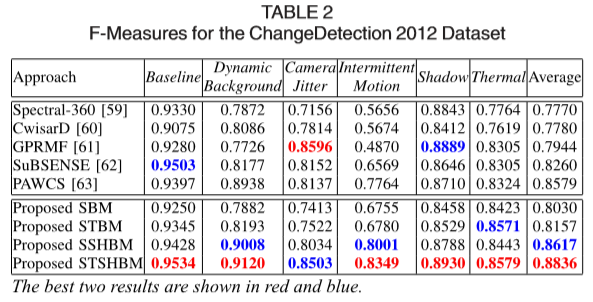 TABLE 2
F-Measures for the ChangeDetection 2012 Dataset
Approach Baseline Dynamic Background Camera Jitter Intermittent Motion Shadow Thermal Average
Spectral-360 [59] 0.9330 0.7872 0.7156 0.5656 0.8843 0.7764 0.7770
CwisarD [60] 0.9075 0.8086 0.7814 0.5674 0.8412 0.7619 0.7780
GPRMF [61] 0.9280 0.7726 0.8596 0.4870 0.8889 0.8305 0.7944
SuBSENSE [62] 0.9503 0.8177 0.8152 0.6569 0.8646 0.8305 0.8260
PAWCS [63] 0.9397 0.8938 0.8137 0.7764 0.8710 0.8324 0.8579
Proposed SBM 0.9250 0.7882 0.7413 0.6755 0.8458 0.8423 0.8030
Proposed STBM 0.9345 0.8193 0.7522 0.6780 0.8529 0.8571 0.8157
Proposed SSHBM 0.9428 0.9008 0.8034 0.8001 0.8788 0.8443 0.8617
Proposed STSHBM 0.9534 0.9120 0.8503 0.8349 0.8930 0.8579 0.8836
The best two results are shown in red and blue.